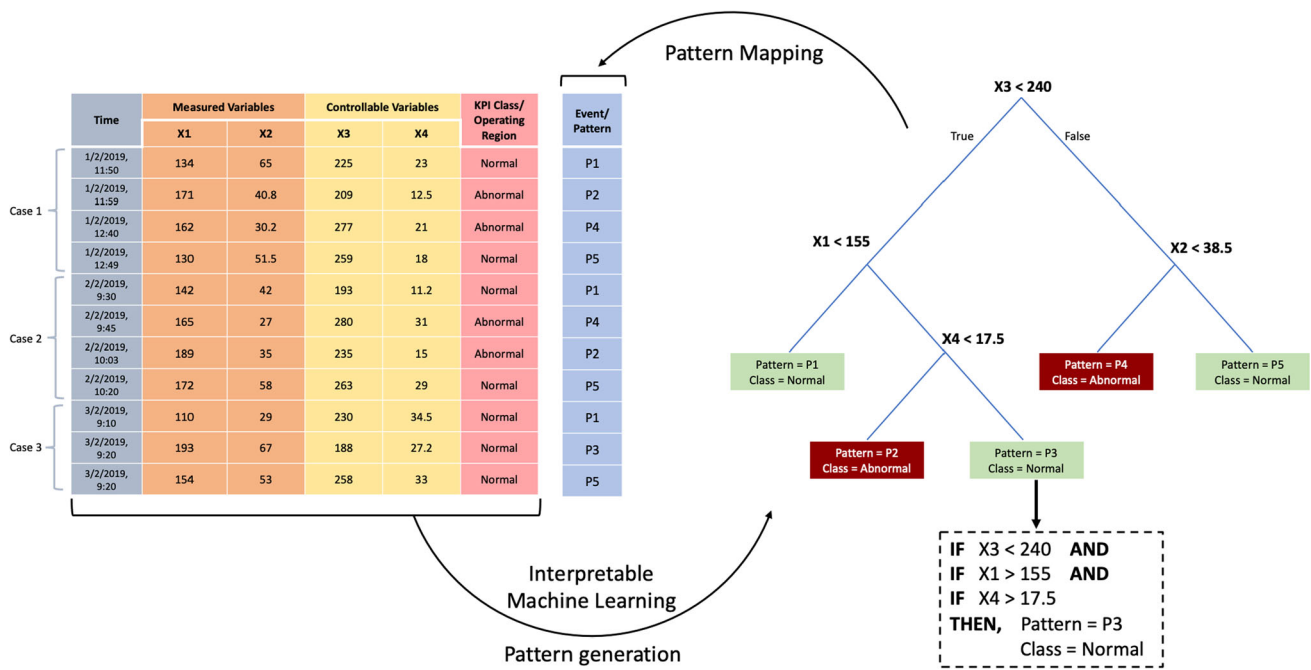 Pattern Mapping
Time
Measured Variables
Controllable Variables
KPI Class/
Operating
Region
Event/
Pattern
X1 X2 X3 X4
Case 1
1/2/2019,
11:50
134 65 225 23 Normal P1
1/2/2019,
11:59
171 40.8 209 12.5 Abnormal P2
1/2/2019,
12:40
162 30.2 277 21 Abnormal P4
1/2/2019,
12:49
130 51.5 259 18 Normal P5
Case 2
2/2/2019,
9:30
142 42 193 11.2 Normal P1
2/2/2019,
9:45
165 27 280 31 Abnormal P4
2/2/2019,
10:03
189 35 235 15 Abnormal P2
2/2/2019,
10:20
172 58 263 29 Normal P5
Case 3
3/2/2019,
9:10
110 29 230 34.5 Normal P1
3/2/2019,
9:20
193 67 188 27.2 Normal P3
3/2/2019,
9:20
154 53 258 33 Normal P5
Interpretable
Machine Learning
Pattern generation
X3 < 240
True
False
X1 < 155
X2 < 38.5
X4 < 17.5
Pattern = P1
Class = Normal
Pattern = P4
Class = Abnormal
Pattern = P5
Class = Normal
Pattern = P2
Class = Abnormal
Pattern = P3
Class = Normal
IF X3 < 240 AND
IF X1 > 155 AND
IF X4 > 17.5
THEN, Pattern = P3
Class = Normal